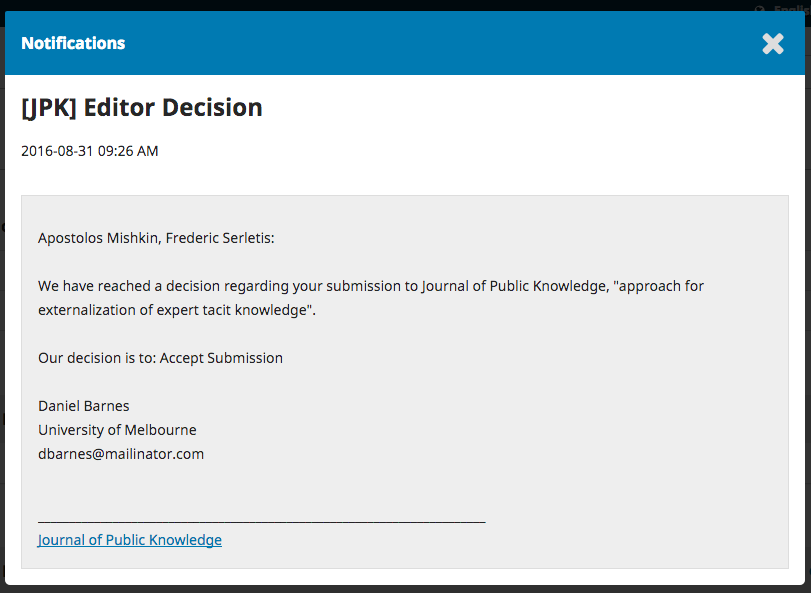 English
Notifications
[JPK] Editor Decision
2016-08-31 09:26 AM
Apostolos Mishkin, Frederic Serletis:
We have reached a decision regarding your submission to Journal of Public Knowledge, "approach for
externalization of expert tacit knowledge".
Our decision is to: Accept Submission
Daniel Barnes
University of Melbourne
dbarnes@mailinator.com
Journal of Public Knowledge